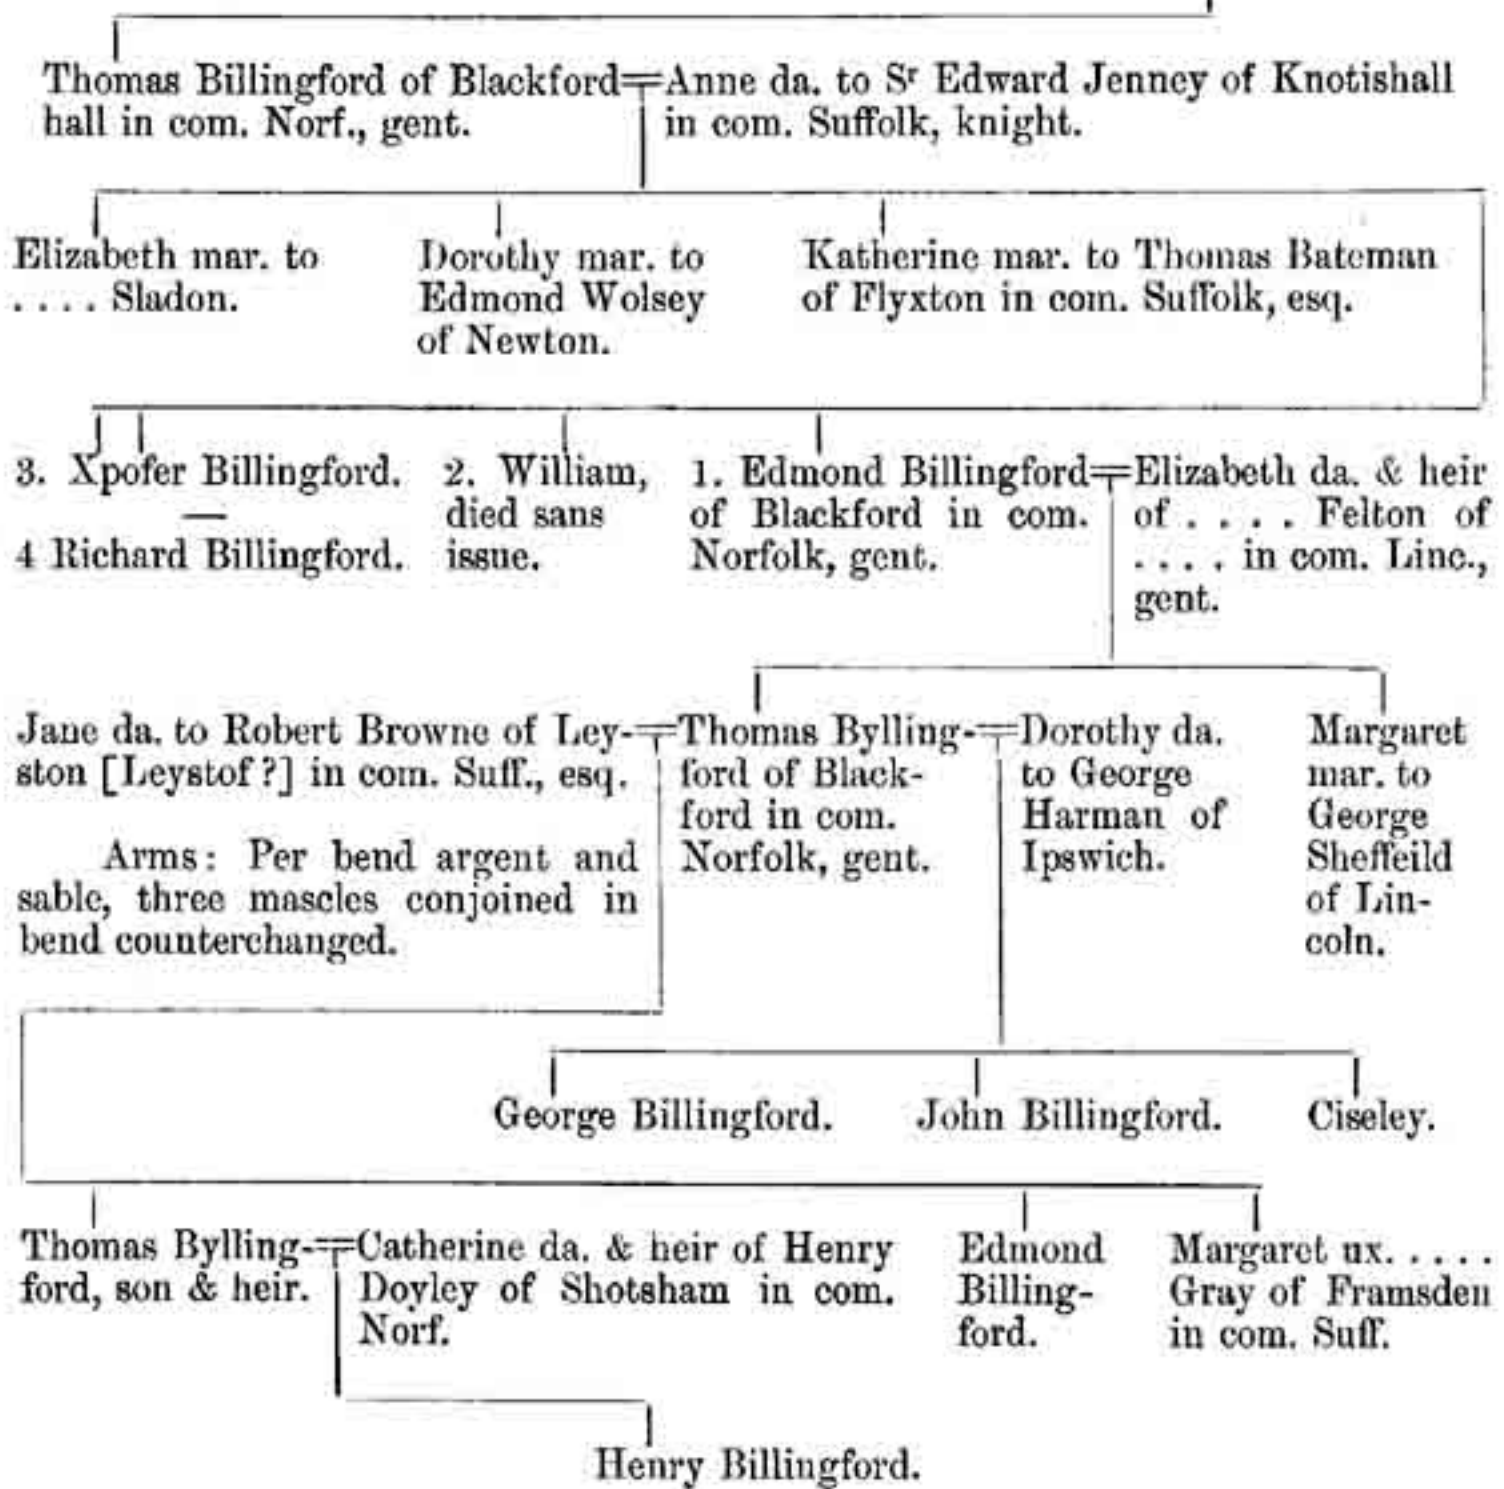 Thomas Billingford of Blackford
hall in com. Norf., gent.
Anne da. to Sr Edward Jenney of Knotishall
in com. Suffolk, knight.
Elizabeth mar. to
. . . . Sladon.
Dorothy mar. to
Edmond Wolsey
of Newton.
Katherine mar. to Thomas Bateman
of Flyxton in com. Suffolk, esq.
3. Xpofer Billingford.
—
4 Richard Billingford.
2. William,
died sans
issue.
1. Edmond Billingford
of Blackford in com.
Norfolk, gent.
Elizabeth da. & heir
of . . . . Felton of
. . . . in com. Linc.,
gent.
Jane da. to Robert Browne of Ley-
ston [Leystof?] in com. Suff., esq.
Arms: Per bend argent and
sable, three mascles conjoined in
bend counterchanged.
Thomas Bylling-
ford of Black-
ford in com.
Norfolk, gent.
Dorothy da.
to George
Harman of
Ipswich.
Margaret
mar. to
George
Sheffeild
of Lin-
coln.
George Billingford.
John Billingford.
Ciseley.
Thomas Bylling-
ford, son & heir.
Catherine da. & heir of Henry
Doyley of Shotsham in com.
Norf.
Edmond
Billing-
ford.
Margaret ux. . . . .
Gray of Framsden
in com. Suff.
Henry Billingford.